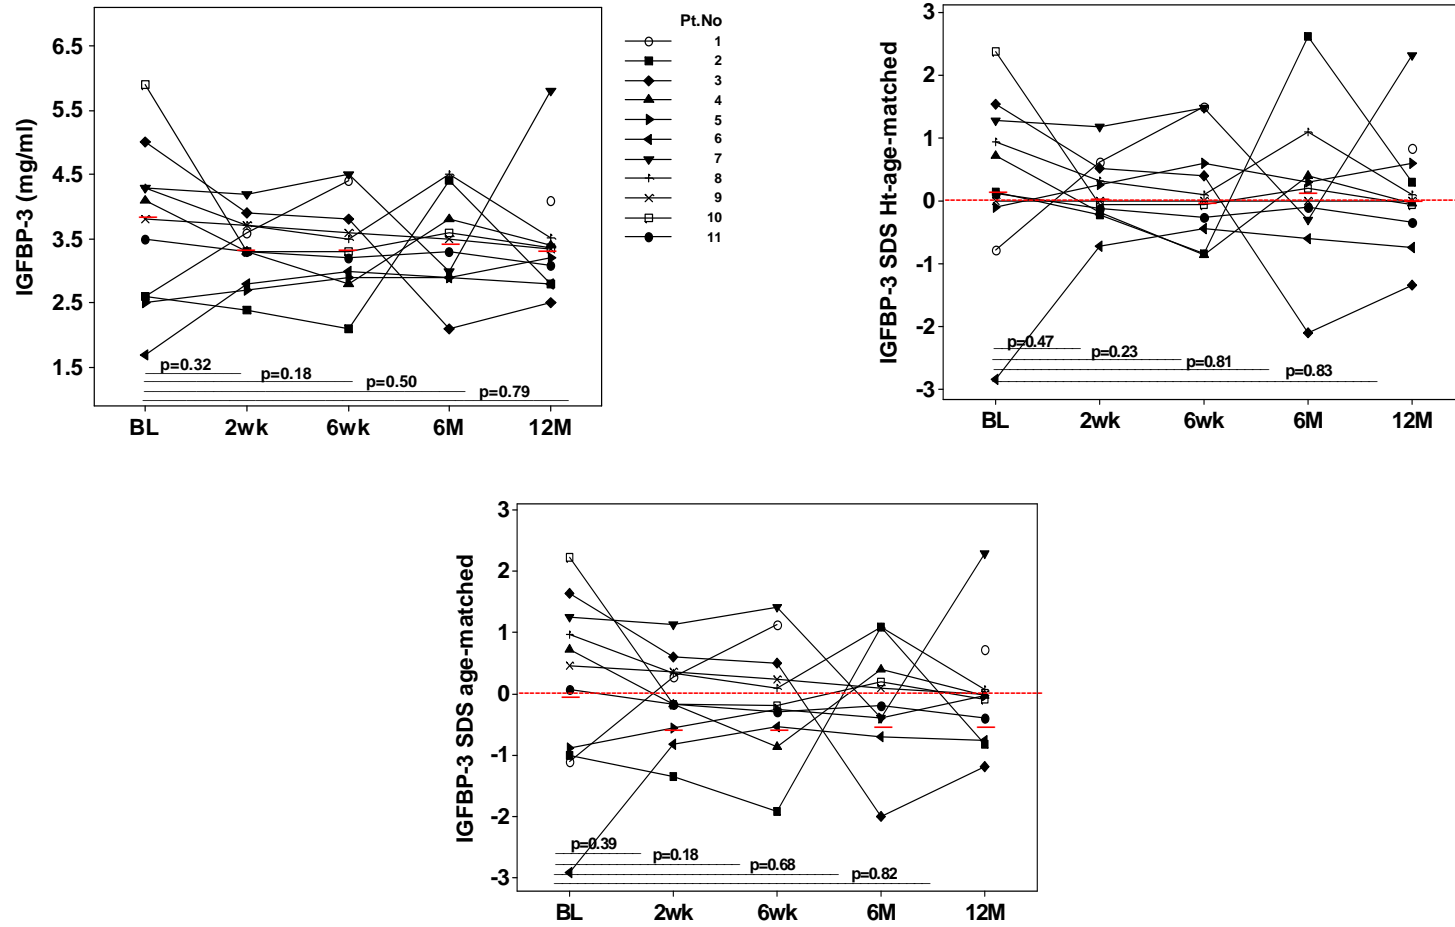 Pt.No
1
2
3
4
5
6
7
8
9
10
11
IGFBP-3 (mg/ml)
6.5
5.5
4.5
3.5
2.5
1.5
p=0.32
p=0.18
p=0.50
p=0.79
BL 2wk 6wk 6M 12M
IGFBP-3 SDS Ht-age-matched
3
2
1
0
-1
-2
-3
p=0.47
p=0.23
p=0.81
p=0.83
BL 2wk 6wk 6M 12M
IGFBP-3 SDS age-matched
3
2
1
0
-1
-2
-3
p=0.39
p=0.18
p=0.68
p=0.82
BL 2wk 6wk 6M 12M